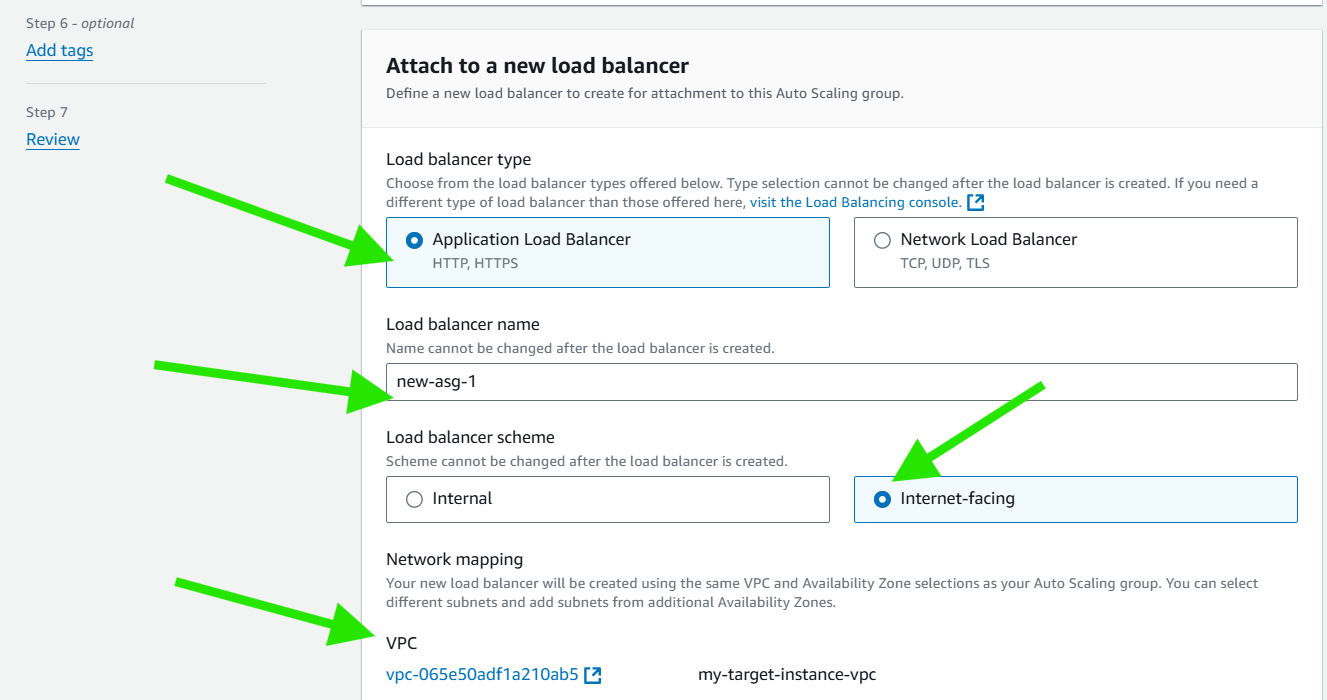 Step 6 - optional
Add tags
Step 7
Review
Attach to a new load balancer
Define a new load balancer to create for attachment to this Auto Scaling group.
Load balancer type
Choose from the load balancer types offered below. Type selection cannot be changed after the load balancer is created. If you need a
different type of load balancer than those offered here, visit the Load Balancing console.
Application Load Balancer
HTTP, HTTPS
Network Load Balancer
TCP, UDP, TLS
Load balancer name
Name cannot be changed after the load balancer is created.
new-asg-1
Load balancer scheme
Scheme cannot be changed after the load balancer is created.
Internal
Internet-facing
Network mapping
Your new load balancer will be created using the same VPC and Availability Zone selections as your Auto Scaling group. You can select
different subnets and add subnets from additional Availability Zones.
VPC
vpc-065e50adf1a210ab5
my-target-instance-vpc